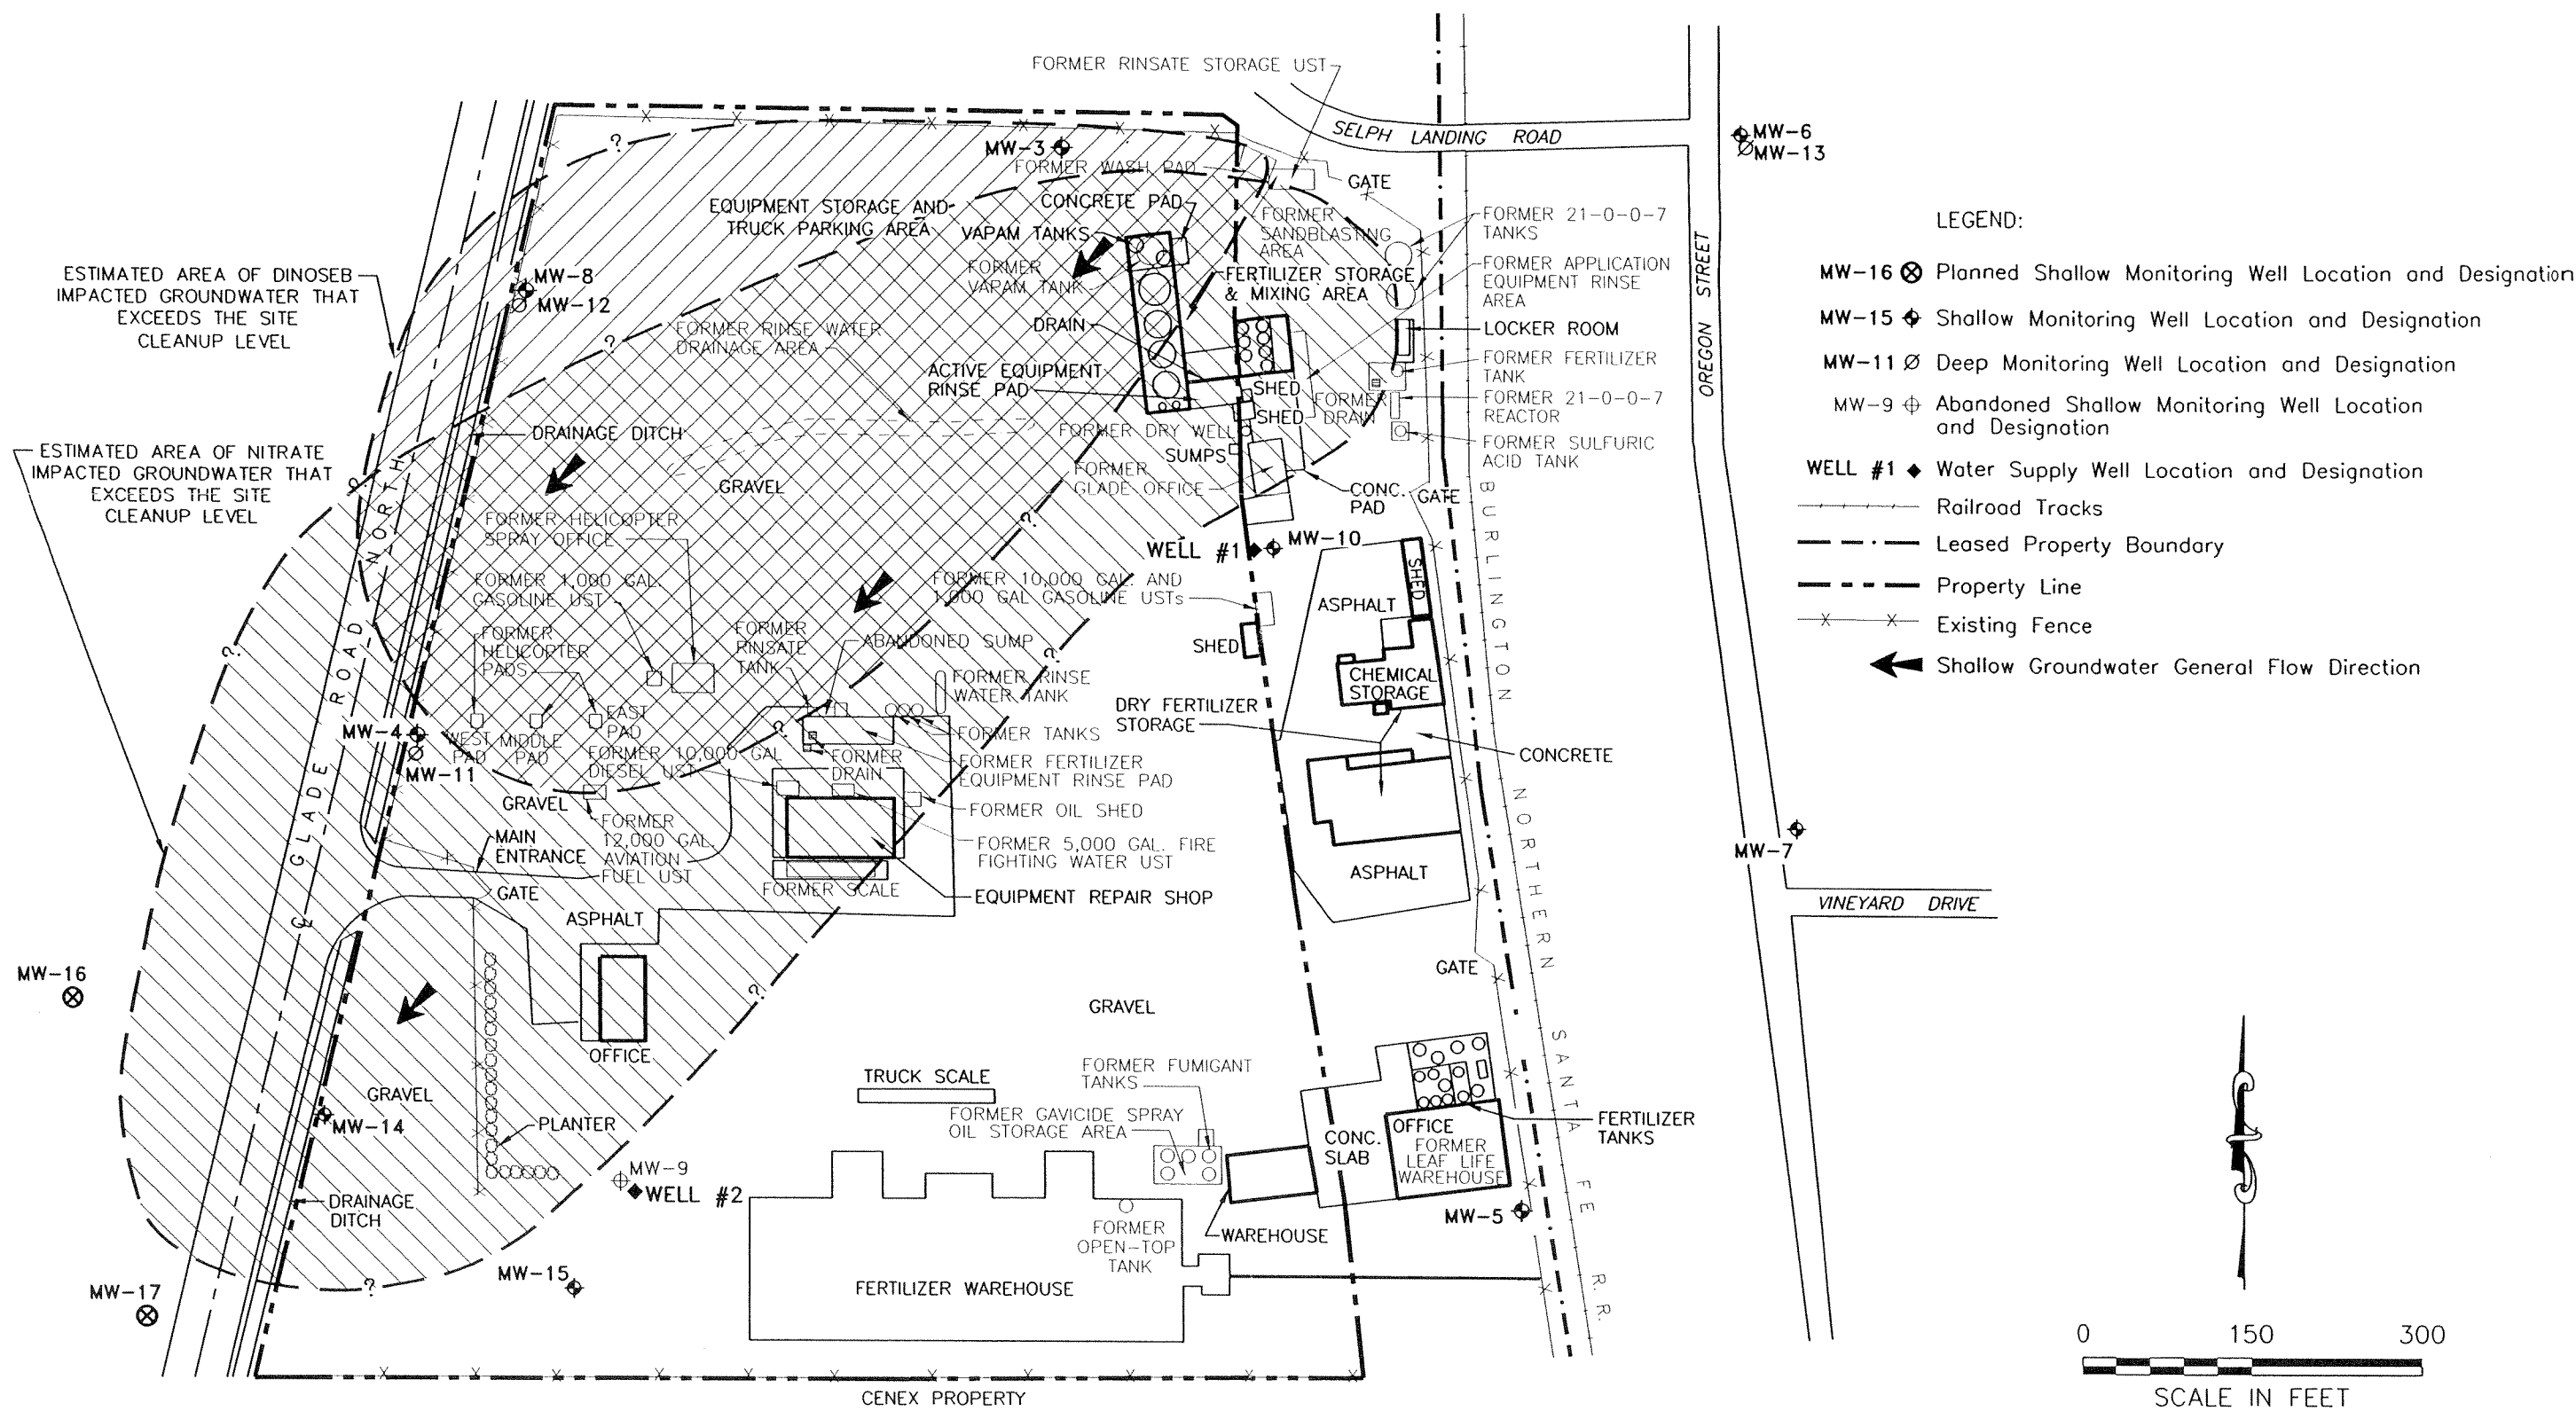 FORMER RINSATE STORAGE UST
SELPH LANDING ROAD
MW-6
MW-13
MW-3
FORMER WASH PAD
GATE
EQUIPMENT STORAGE AND
TRUCK PARKING AREA
CONCRETE PAD
VAPAM TANKS
FORMER
VAPAM TANK
FORMER
SANDBLASTING
AREA
FORMER 21-0-0-7
TANKS
FERTILIZER STORAGE
& MIXING AREA
FORMER APPLICATION
EQUIPMENT RINSE
AREA
ESTIMATED AREA OF DINOSEB
IMPACTED GROUNDWATER THAT
EXCEEDS THE SITE
CLEANUP LEVEL
MW-8
MW-12
FORMER RINSE WATER
DRAINAGE AREA
DRAIN
LOCKER ROOM
FORMER FERTILIZER
TANK
ACTIVE EQUIPMENT
RINSE PAD
SHED
SHED
FORMER
DRAIN
FORMER 21-0-0-7
REACTOR
OREGON STREET
ESTIMATED AREA OF NITRATE
IMPACTED GROUNDWATER THAT
EXCEEDS THE SITE
CLEANUP LEVEL
DRAINAGE DITCH
FORMER DRY WELL
SUMPS
FORMER SULFURIC
ACID TANK
FORMER
GLADE OFFICE
GRAVEL
CONC.
PAD
GATE
FORMER HELICOPTER
SPRAY OFFICE
WELL #1
MW-10
FORMER 1,000 GAL.
GASOLINE UST
FORMER 10,000 GAL. AND
1,000 GAL GASOLINE USTs
ASPHALT
SHED
BURLINGTON NORTHERN SANTA FE R.R.
FORMER
HELICOPTER
PADS
FORMER
RINSATE
TANK
ABANDONED SUMP
SHED
FORMER RINSE
WATER TANK
CHEMICAL
STORAGE
DRY FERTILIZER
STORAGE
CONCRETE
℄ GLADE ROAD NORTH
MW-4
MW-11
WEST
PAD
MIDDLE
PAD
EAST
PAD
FORMER TANKS
FORMER 10,000 GAL
DIESEL UST
FORMER
DRAIN
FORMER FERTILIZER
EQUIPMENT RINSE PAD
GRAVEL
FORMER OIL SHED
FORMER
12,000 GAL.
AVIATION
FUEL UST
MAIN
ENTRANCE
FORMER 5,000 GAL. FIRE
FIGHTING WATER UST
FORMER SCALE
EQUIPMENT REPAIR SHOP
ASPHALT
MW-7
VINEYARD DRIVE
GATE
ASPHALT
GATE
MW-16
OFFICE
GRAVEL
TRUCK SCALE
FORMER FUMIGANT
TANKS
FORMER GAVICIDE SPRAY
OIL STORAGE AREA
GRAVEL
MW-14
PLANTER
CONC.
SLAB
OFFICE
FORMER
LEAF LIFE
WAREHOUSE
FERTILIZER
TANKS
MW-9
WELL #2
DRAINAGE
DITCH
MW-5
WAREHOUSE
FORMER
OPEN-TOP
TANK
MW-15
MW-17
FERTILIZER WAREHOUSE
CENEX PROPERTY
LEGEND:
MW-16 Planned Shallow Monitoring Well Location and Designation
MW-15 Shallow Monitoring Well Location and Designation
MW-11 Deep Monitoring Well Location and Designation
MW-9 Abandoned Shallow Monitoring Well Location
and Designation
WELL #1 Water Supply Well Location and Designation
Railroad Tracks
Leased Property Boundary
Property Line
Existing Fence
Shallow Groundwater General Flow Direction
0 150 300
SCALE IN FEET